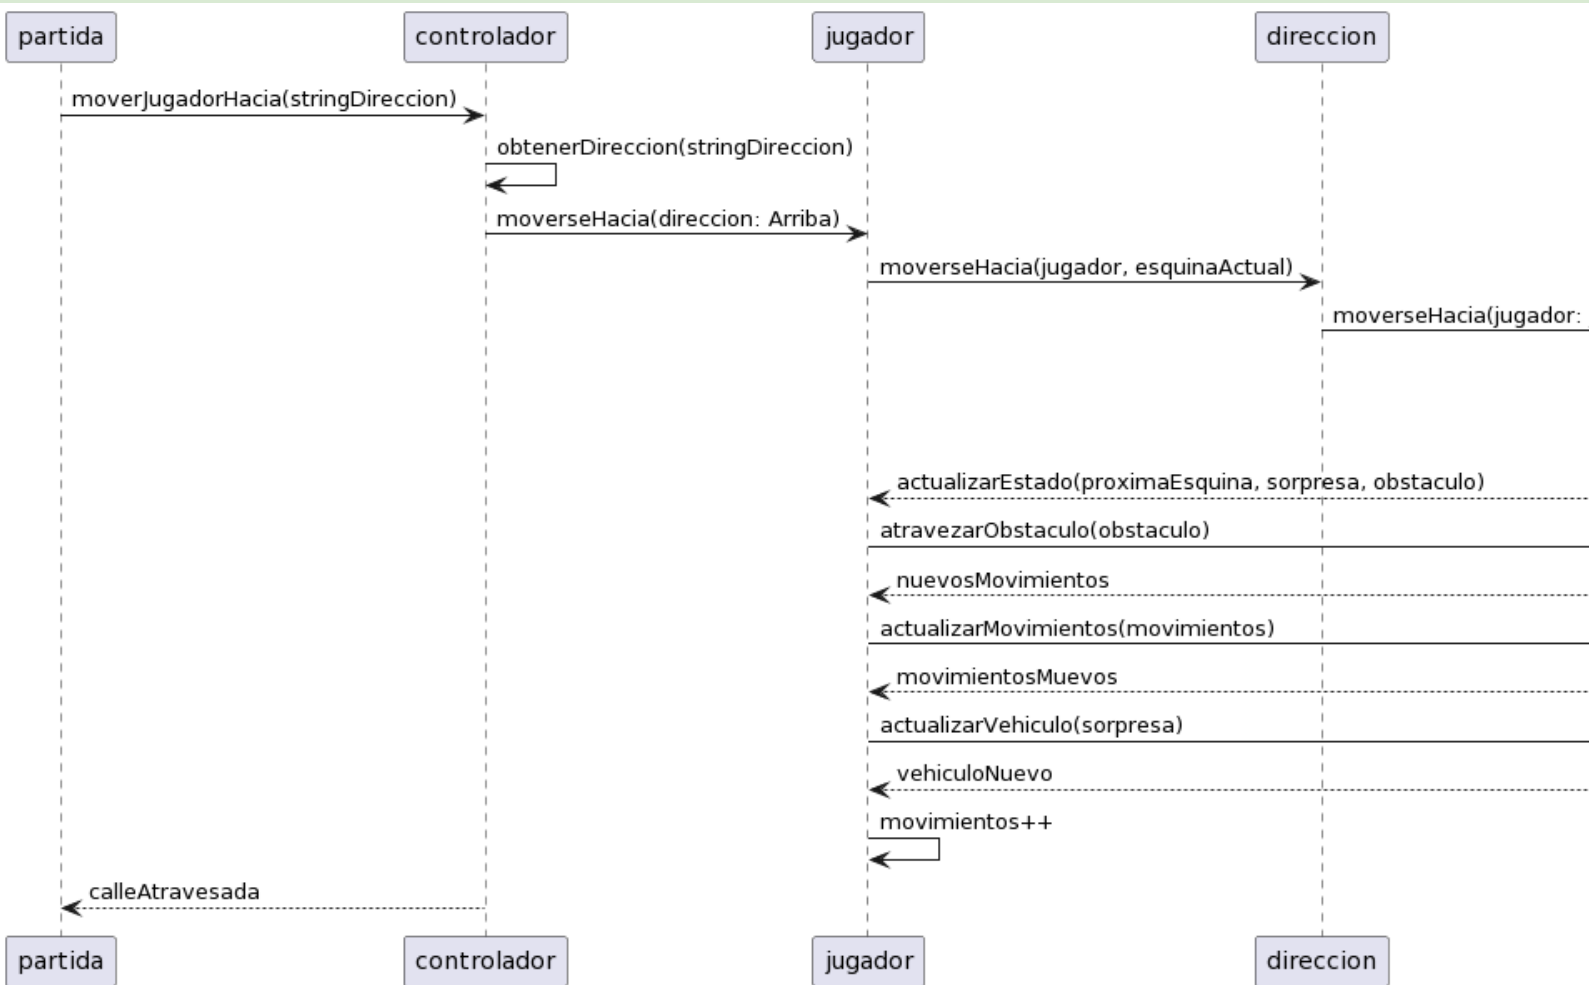 partida
controlador
jugador
direccion
moverJugadorHacia(stringDireccion)
obtenerDireccion(stringDireccion)
moverseHacia(direccion: Arriba)
moverseHacia(jugador, esquinaActual)
moverseHacia(jugador:
actualizarEstado(proximaEsquina, sorpresa, obstaculo)
atravezarObstaculo(obstaculo)
nuevosMovimientos
actualizarMovimientos(movimientos)
movimientosMuevos
actualizarVehiculo(sorpresa)
vehiculoNuevo
movimientos++
calleAtravesada
partida
controlador
jugador
direccion